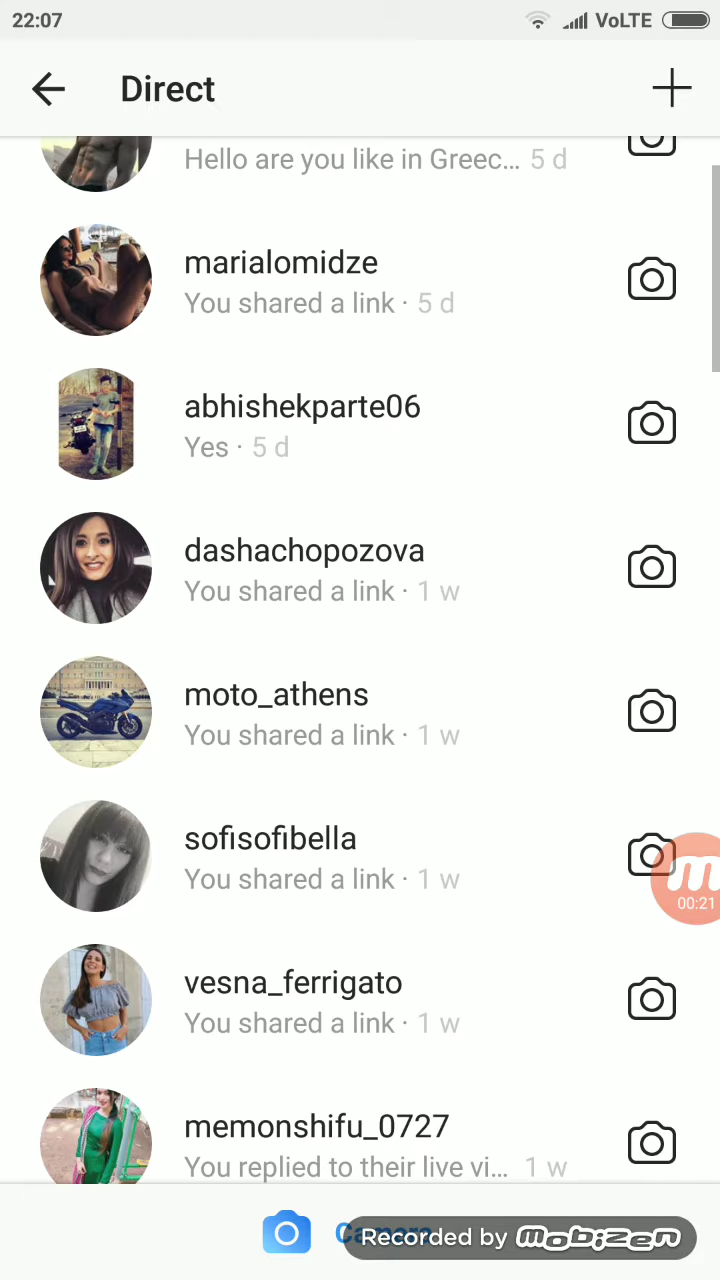 22:07 VoLTE
Direct
Hello are you like in Greec... 5 d
marialomidze
You shared a link · 5 d
abhishekparte06
Yes · 5 d
dashachopozova
You shared a link · 1 w
moto_athens
You shared a link · 1 w
sofisofibella
You shared a link · 1 w
00:21
vesna_ferrigato
You shared a link · 1 w
memonshifu_0727
You replied to their live vi... 1 w
Recorded by mobizen